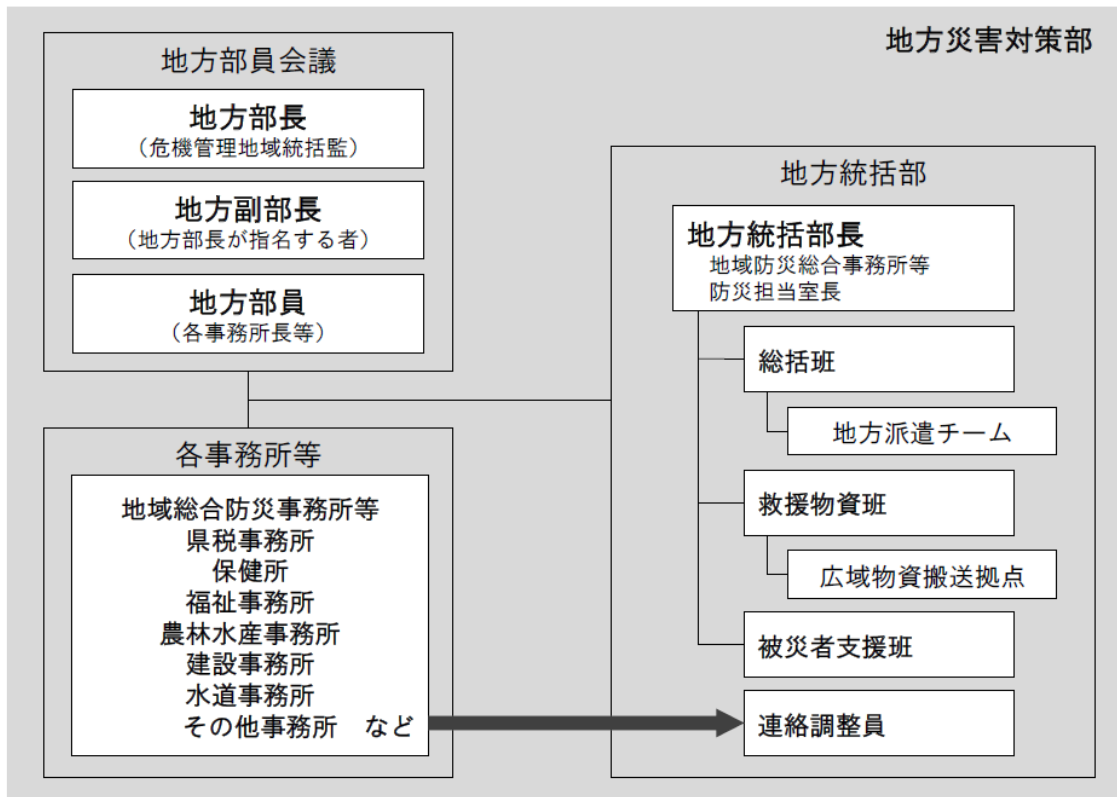 地方災害対策部
地方部員会議
地方部長
（危機管理地域統括監）
地方副部長
（地方部長が指名する者）
地方部員
（各事務所長等）
各事務所等
地域総合防災事務所等
県税事務所
保健所
福祉事務所
農林水産事務所
建設事務所
水道事務所
その他事務所　など
地方統括部
地方統括部長
地域防災総合事務所等
防災担当室長
総括班
地方派遣チーム
救援物資班
広域物資搬送拠点
被災者支援班
連絡調整員